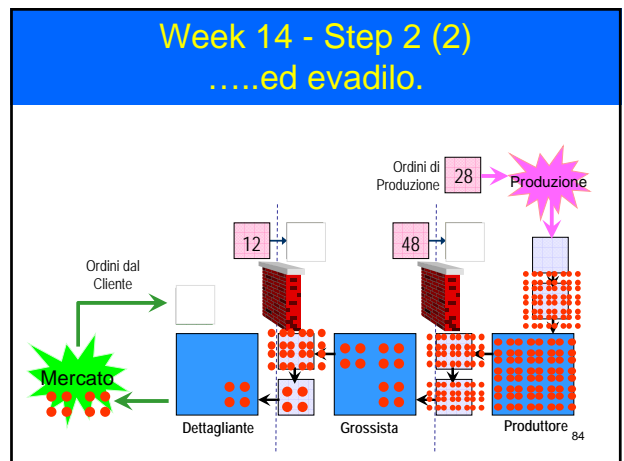 Week 14 - Step 2 (2)
…..ed evadilo.
Ordini di
Produzione
28
Produzione
12
48
Ordini dal
Cliente
Mercato
Dettagliante
Grossista
Produttore
84